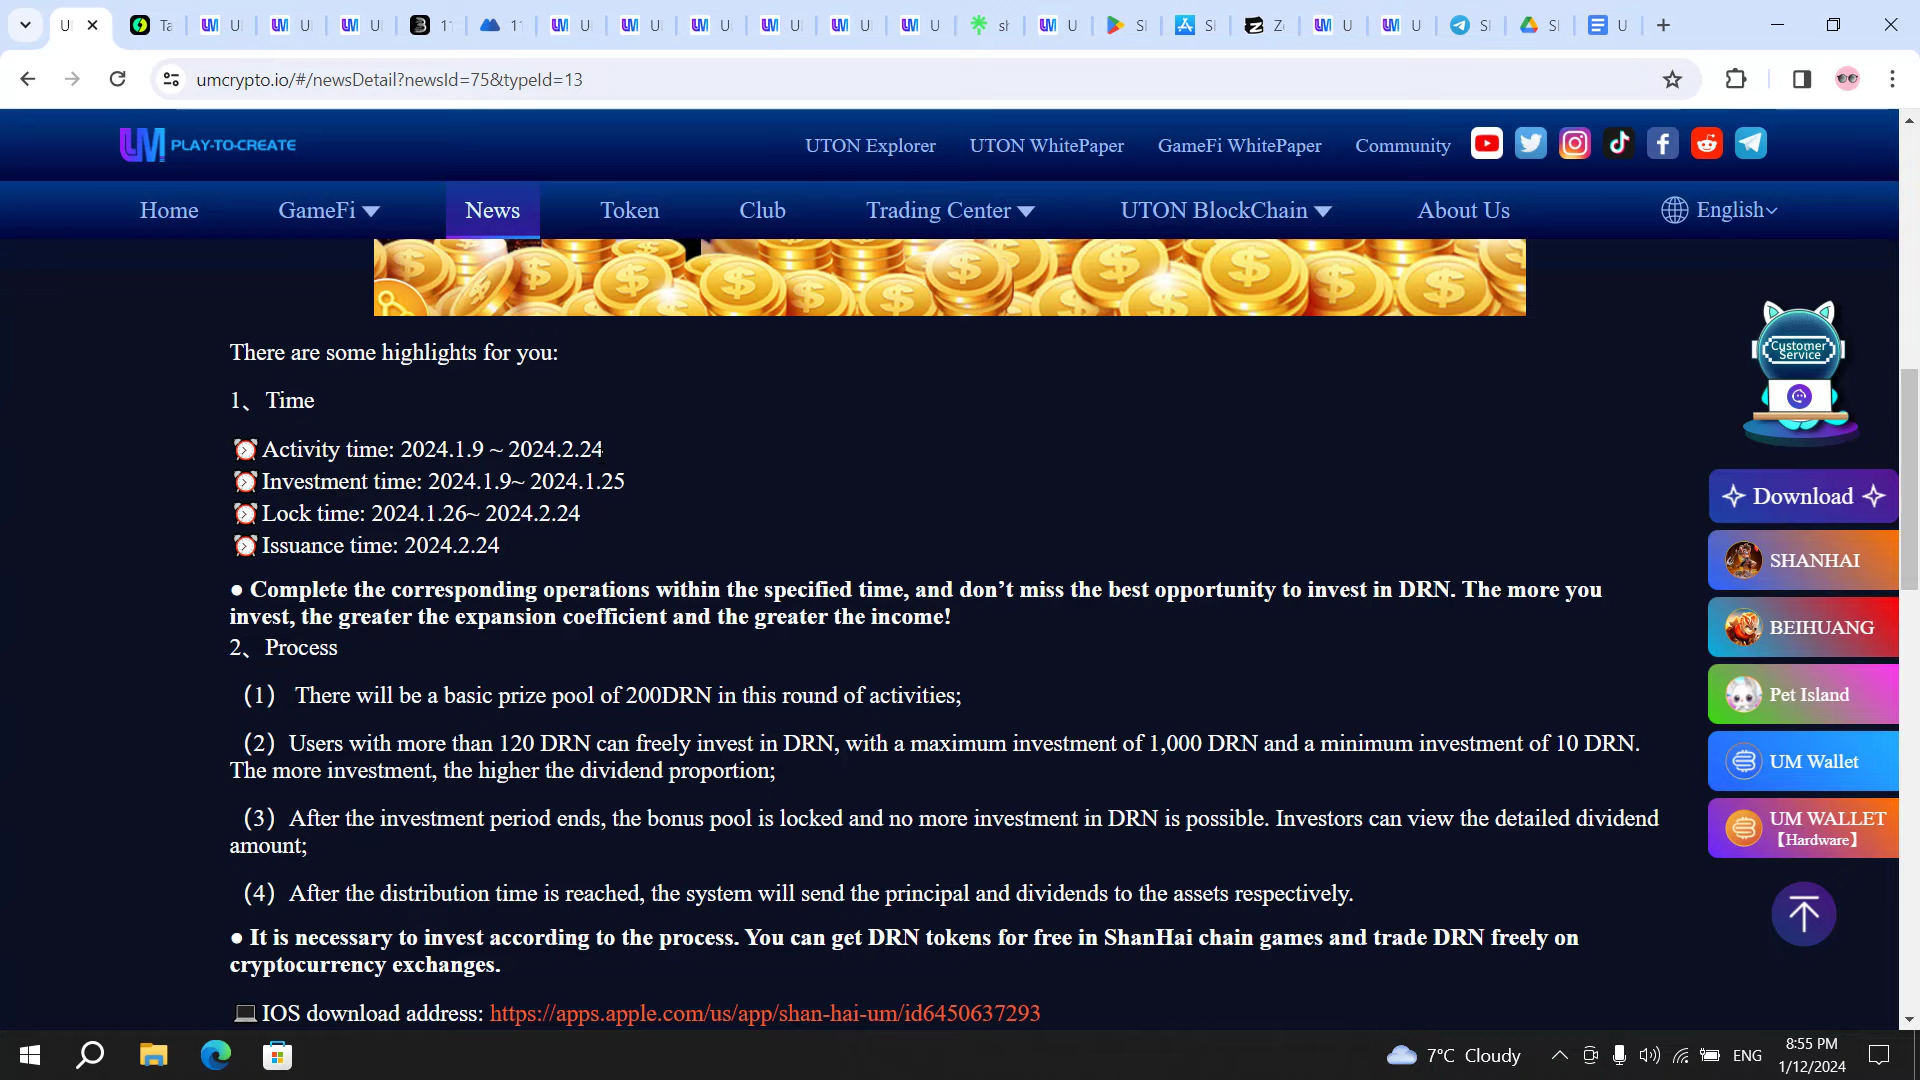 U
Ta
U
U
U
11
11
U
U
U
U
U
U
sh
U
Sl
Sl
Zo
U
U
Sl
Sl
U
umcrypto.io/#/newsDetail?newsId=75&typeId=13
UM PLAY-TO-CREATE
UTON Explorer UTON WhitePaper GameFi WhitePaper Community
Home GameFi News Token Club Trading Center UTON BlockChain About Us English
There are some highlights for you:
1、Time
⏰Activity time: 2024.1.9 ~ 2024.2.24
⏰Investment time: 2024.1.9~ 2024.1.25
⏰Lock time: 2024.1.26~ 2024.2.24
⏰Issuance time: 2024.2.24
● Complete the corresponding operations within the specified time, and don’t miss the best opportunity to invest in DRN. The more you
invest, the greater the expansion coefficient and the greater the income!
2、Process
（1） There will be a basic prize pool of 200DRN in this round of activities;
（2）Users with more than 120 DRN can freely invest in DRN, with a maximum investment of 1,000 DRN and a minimum investment of 10 DRN.
The more investment, the higher the dividend proportion;
（3）After the investment period ends, the bonus pool is locked and no more investment in DRN is possible. Investors can view the detailed dividend
amount;
（4）After the distribution time is reached, the system will send the principal and dividends to the assets respectively.
● It is necessary to invest according to the process. You can get DRN tokens for free in ShanHai chain games and trade DRN freely on
cryptocurrency exchanges.
💻IOS download address: https://apps.apple.com/us/app/shan-hai-um/id6450637293
Customer
Service
Download
SHANHAI
BEIHUANG
Pet Island
UM Wallet
UM WALLET
【Hardware】
7°C Cloudy
ENG
8:55 PM
1/12/2024